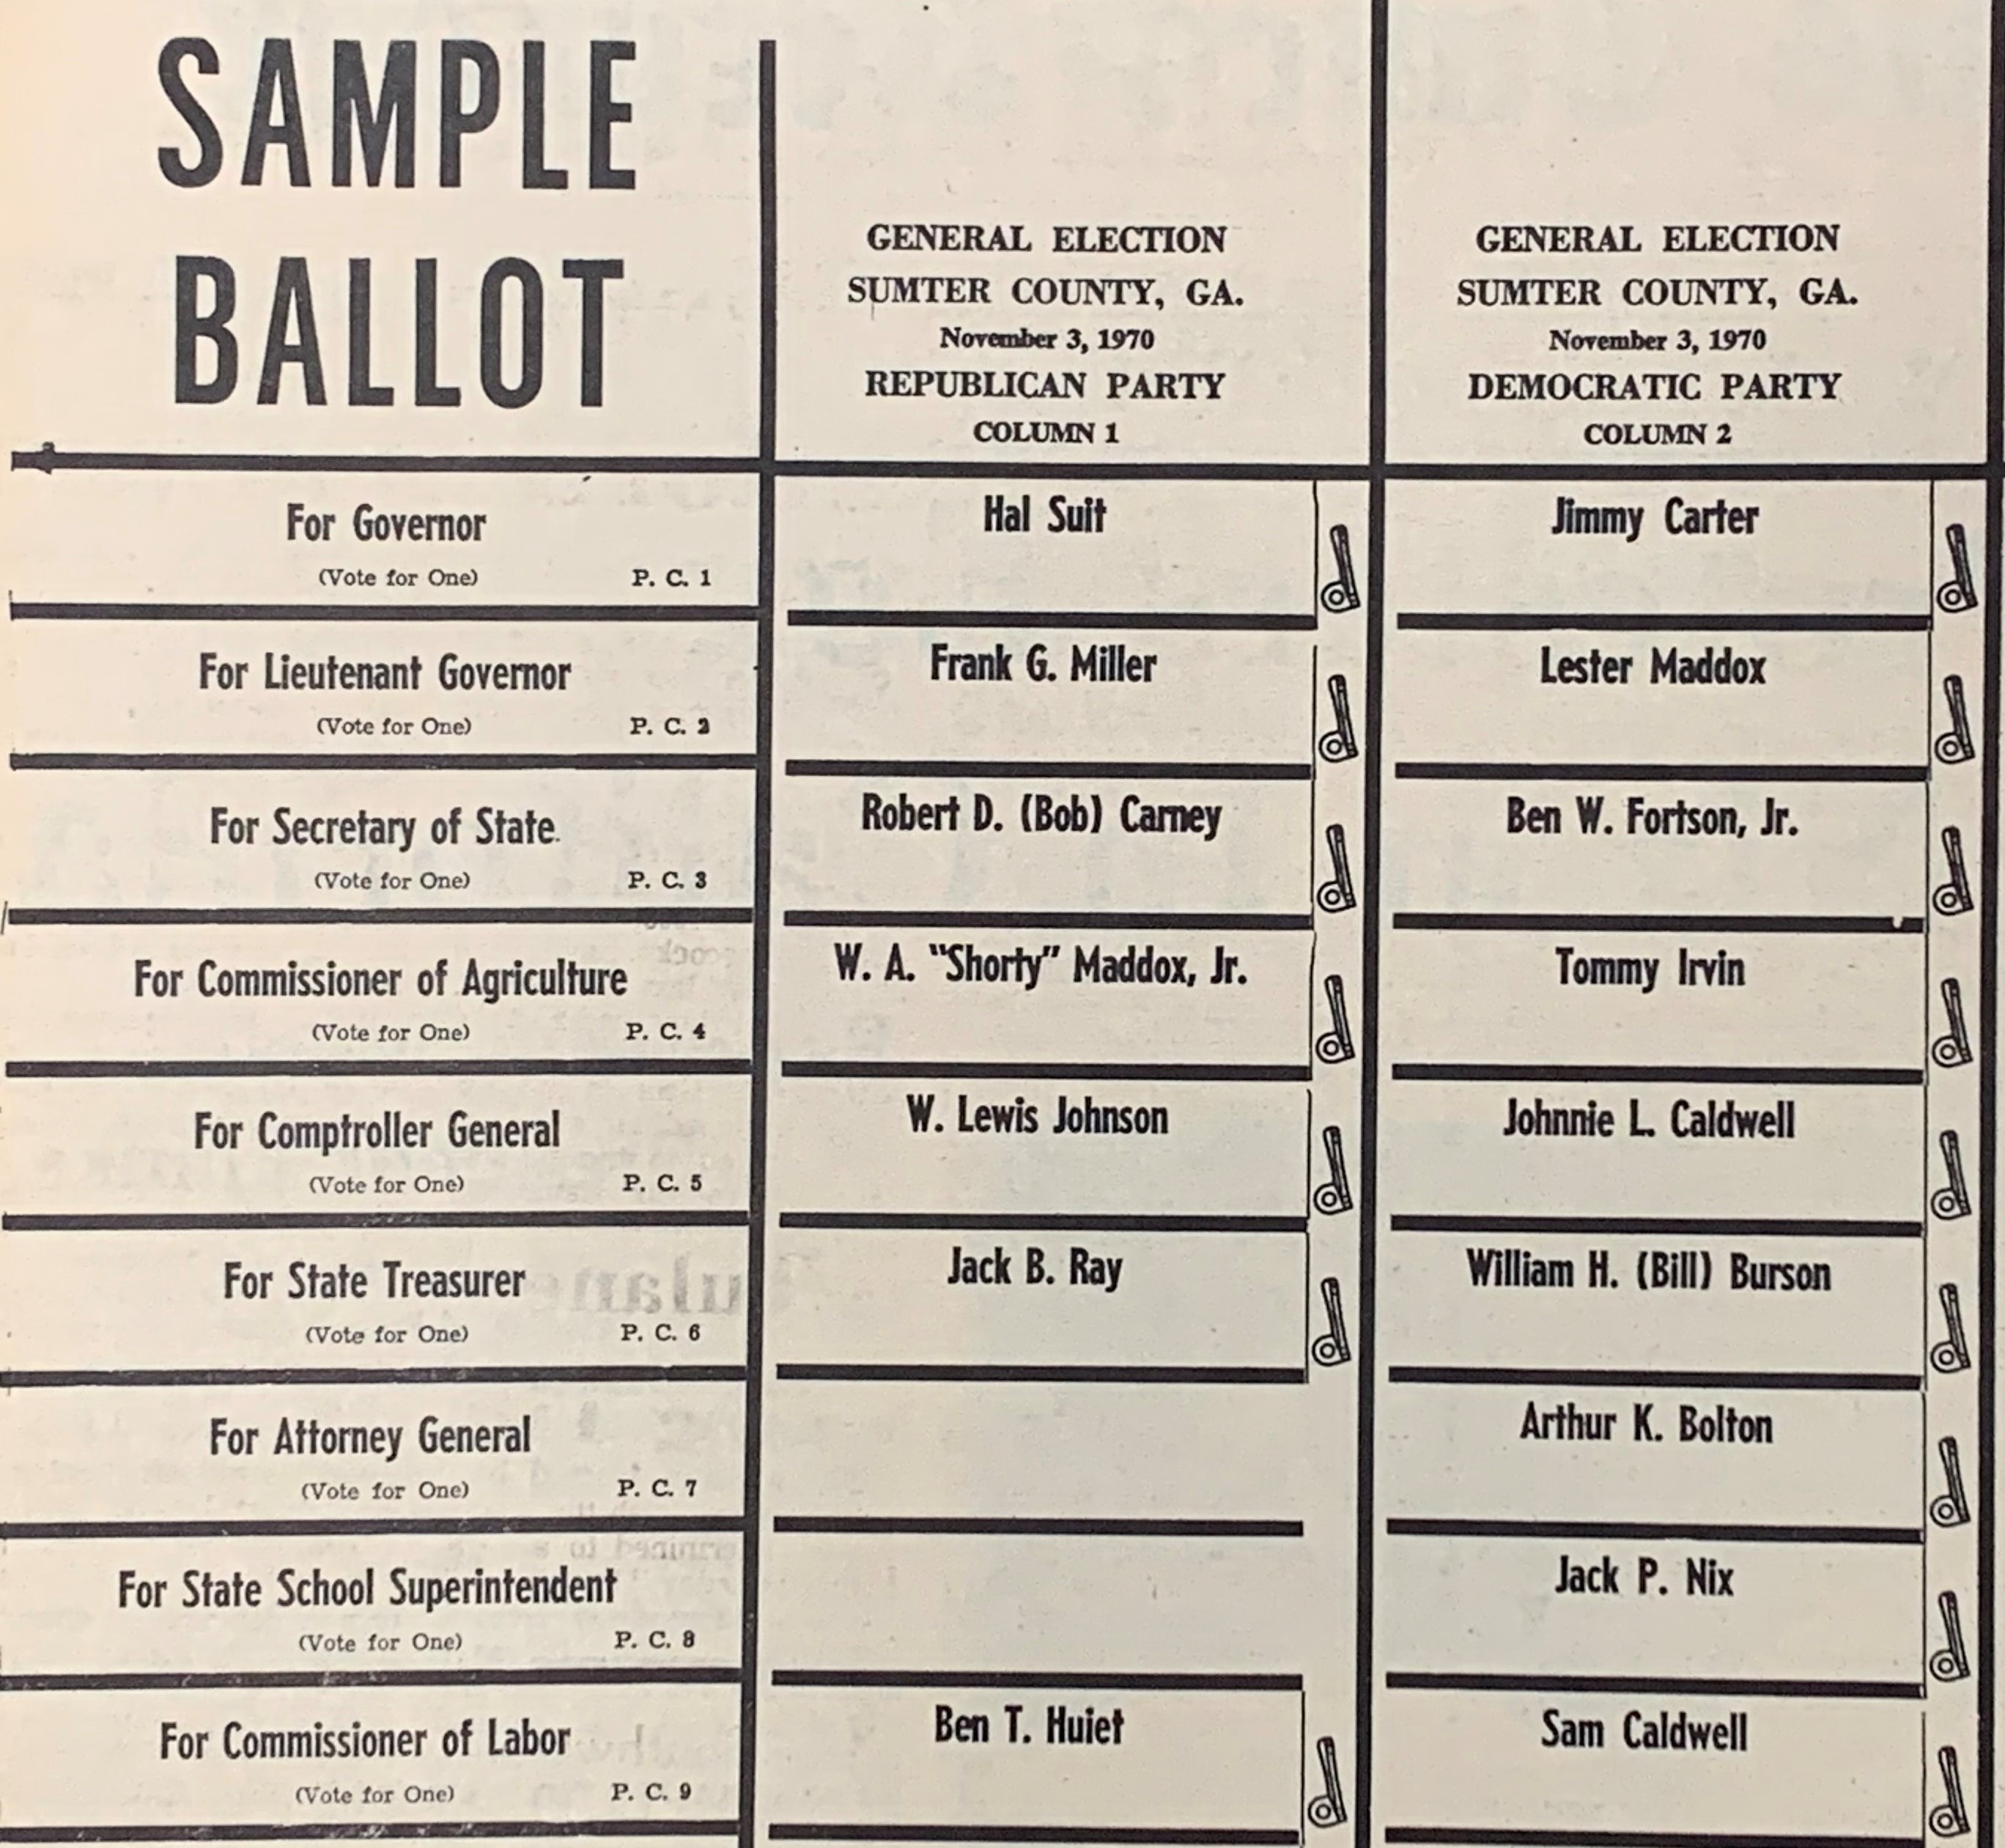 SAMPLE
BALLOT
GENERAL ELECTION
SUMTER COUNTY, GA.
November 3, 1970
REPUBLICAN PARTY
COLUMN 1
GENERAL ELECTION
SUMTER COUNTY, GA.
November 3, 1970
DEMOCRATIC PARTY
COLUMN 2
For Governor
(Vote for One) P. C. 1
Hal Suit
Jimmy Carter
For Lieutenant Governor
(Vote for One) P. C. 2
Frank G. Miller
Lester Maddox
For Secretary of State
(Vote for One) P. C. 3
Robert D. (Bob) Carney
Ben W. Fortson, Jr.
For Commissioner of Agriculture
(Vote for One) P. C. 4
W. A. “Shorty” Maddox, Jr.
Tommy Irvin
For Comptroller General
(Vote for One) P. C. 5
W. Lewis Johnson
Johnnie L. Caldwell
For State Treasurer
(Vote for One) P. C. 6
Jack B. Ray
William H. (Bill) Burson
For Attorney General
(Vote for One) P. C. 7
Arthur K. Bolton
For State School Superintendent
(Vote for One) P. C. 8
Jack P. Nix
For Commissioner of Labor
(Vote for One) P. C. 9
Ben T. Huiet
Sam Caldwell